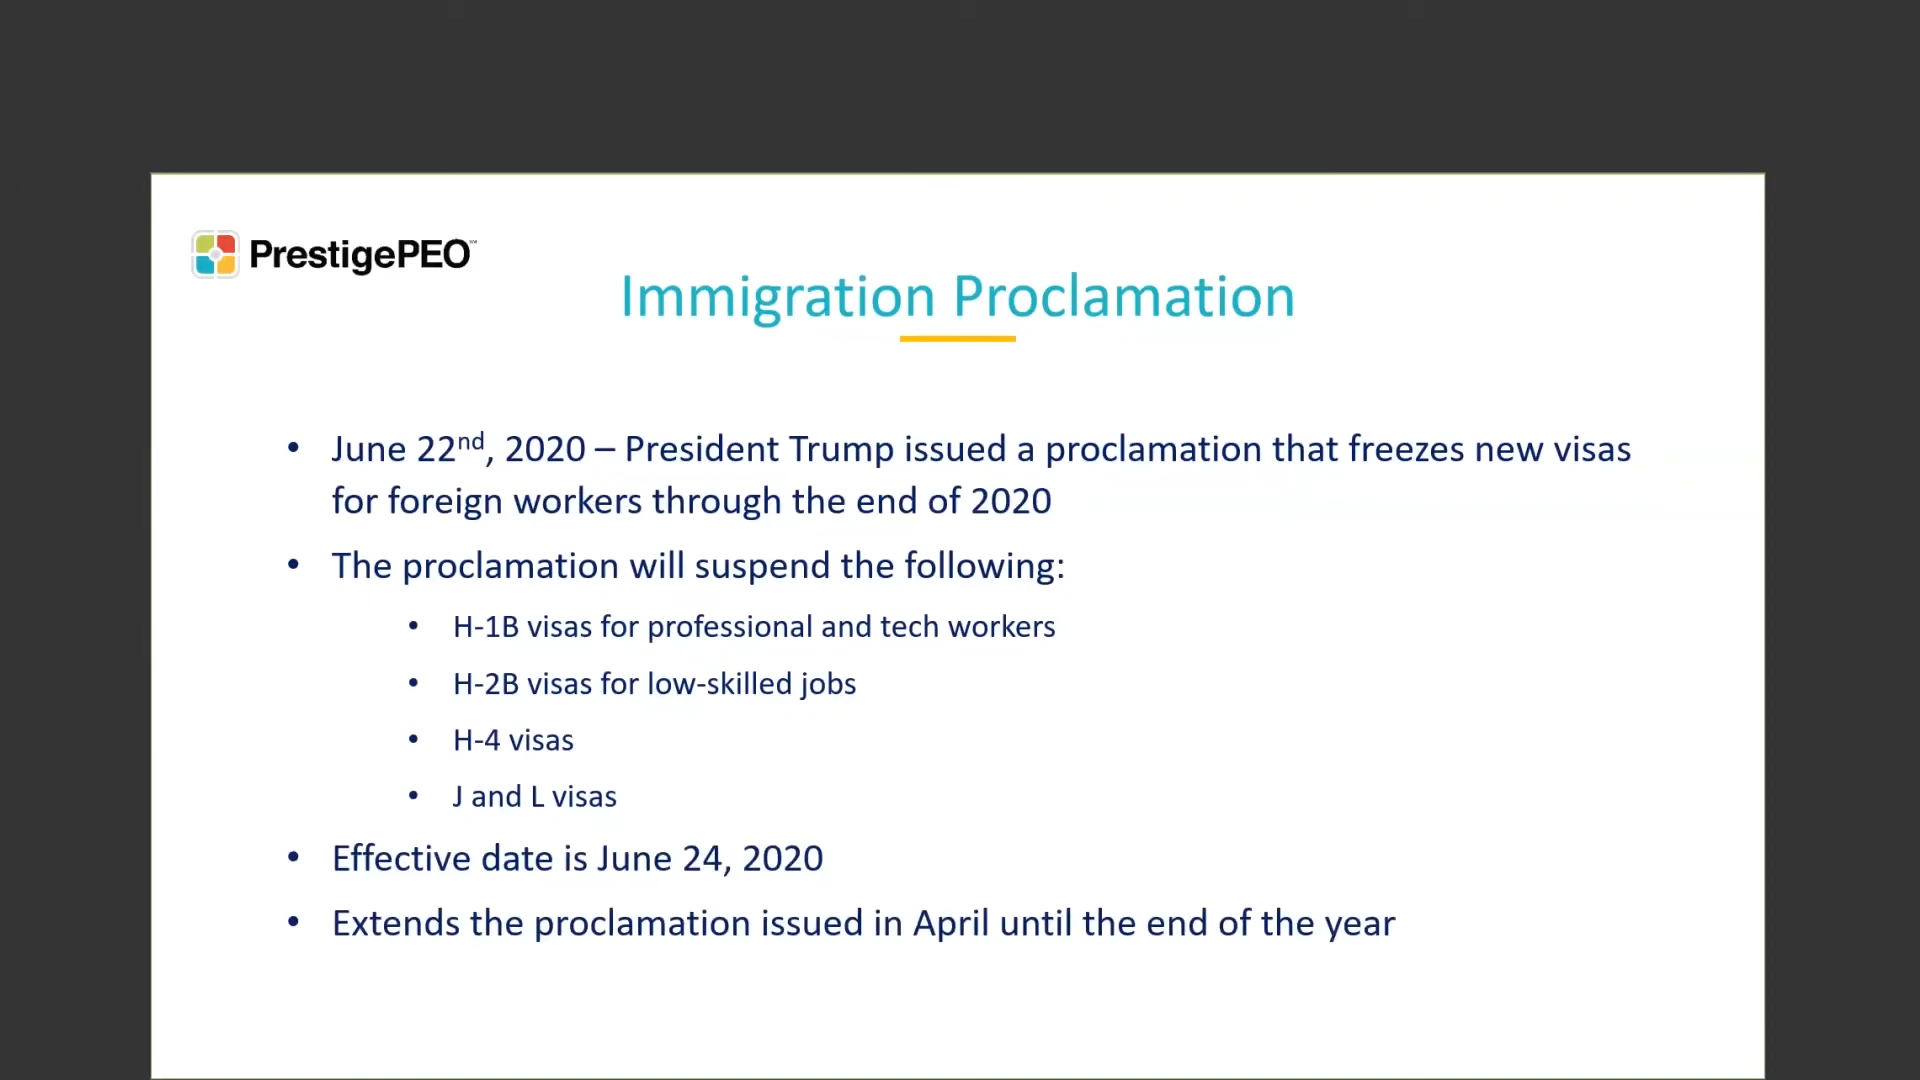 PrestigePEO™
Immigration Proclamation
• June 22nd, 2020 – President Trump issued a proclamation that freezes new visas
for foreign workers through the end of 2020
• The proclamation will suspend the following:
• H-1B visas for professional and tech workers
• H-2B visas for low-skilled jobs
• H-4 visas
• J and L visas
• Effective date is June 24, 2020
• Extends the proclamation issued in April until the end of the year